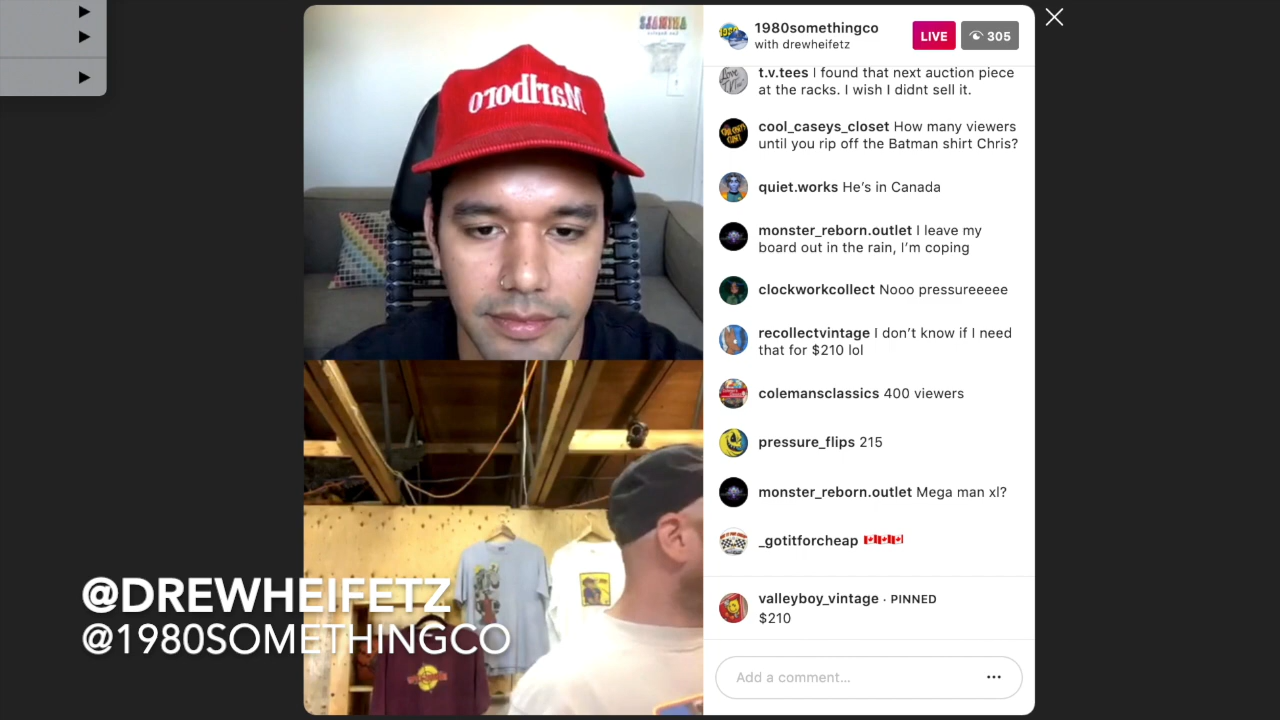 Marlboro
1980somethingco
with drewheifetz
LIVE
305
t.v.tees I found that next auction piece
at the racks. I wish I didnt sell it.
cool_caseys_closet How many viewers
until you rip off the Batman shirt Chris?
quiet.works He's in Canada
monster_reborn.outlet I leave my
board out in the rain, I'm coping
clockworkcollect Nooo pressureeeee
recollectvintage I don't know if I need
that for $210 lol
colemansclassics 400 viewers
pressure_flips 215
monster_reborn.outlet Mega man xl?
_gotitforcheap 🇨🇦🇨🇦🇨🇦
valleyboy_vintage · PINNED
$210
Add a comment...
@DREWHEIFETZ
@1980SOMETHINGCO